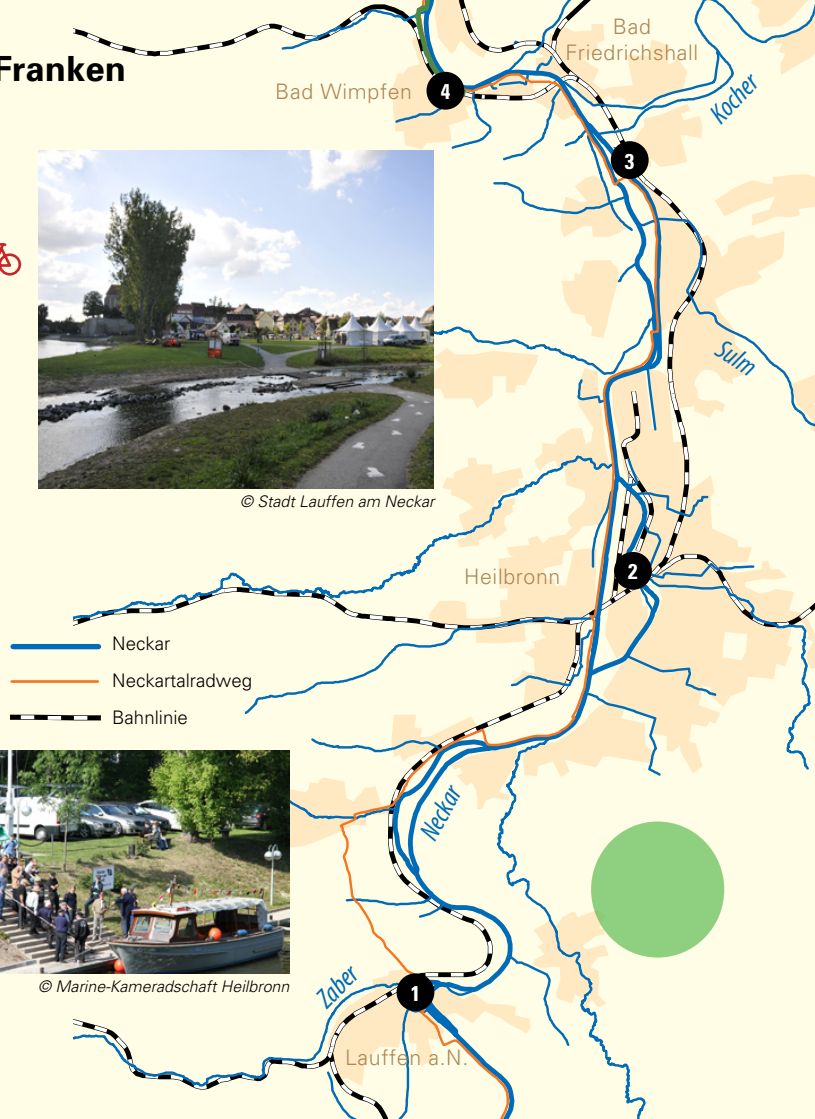 Bad
Friedrichshall
Franken
Bad Wimpfen
4
Kocher
3
Sulm
© Stadt Lauffen am Neckar
Heilbronn
2
Neckar
Neckartalradweg
Bahnlinie
Neckar
© Marine-Kameradschaft Heilbronn
Zaber
1
Lauffen a.N.